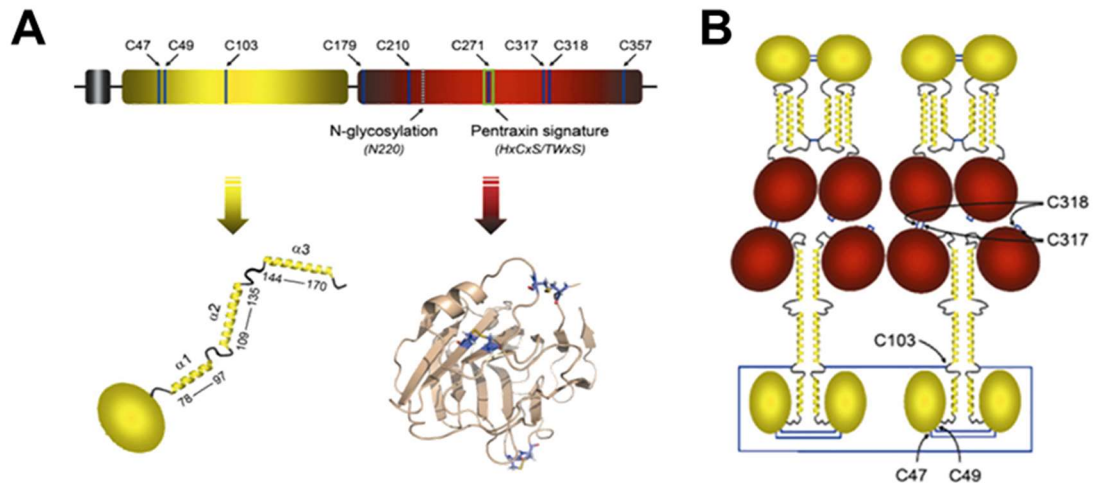 A
C47 C49 C103 C179 C210 C271 C317 C318 C357
N-glycosylation
(N220)
Pentraxin signature
(HxCxS/TWxS)
α1
78 97
α2
109 135
α3
144 170
B
C318
C317
C103
C47 C49